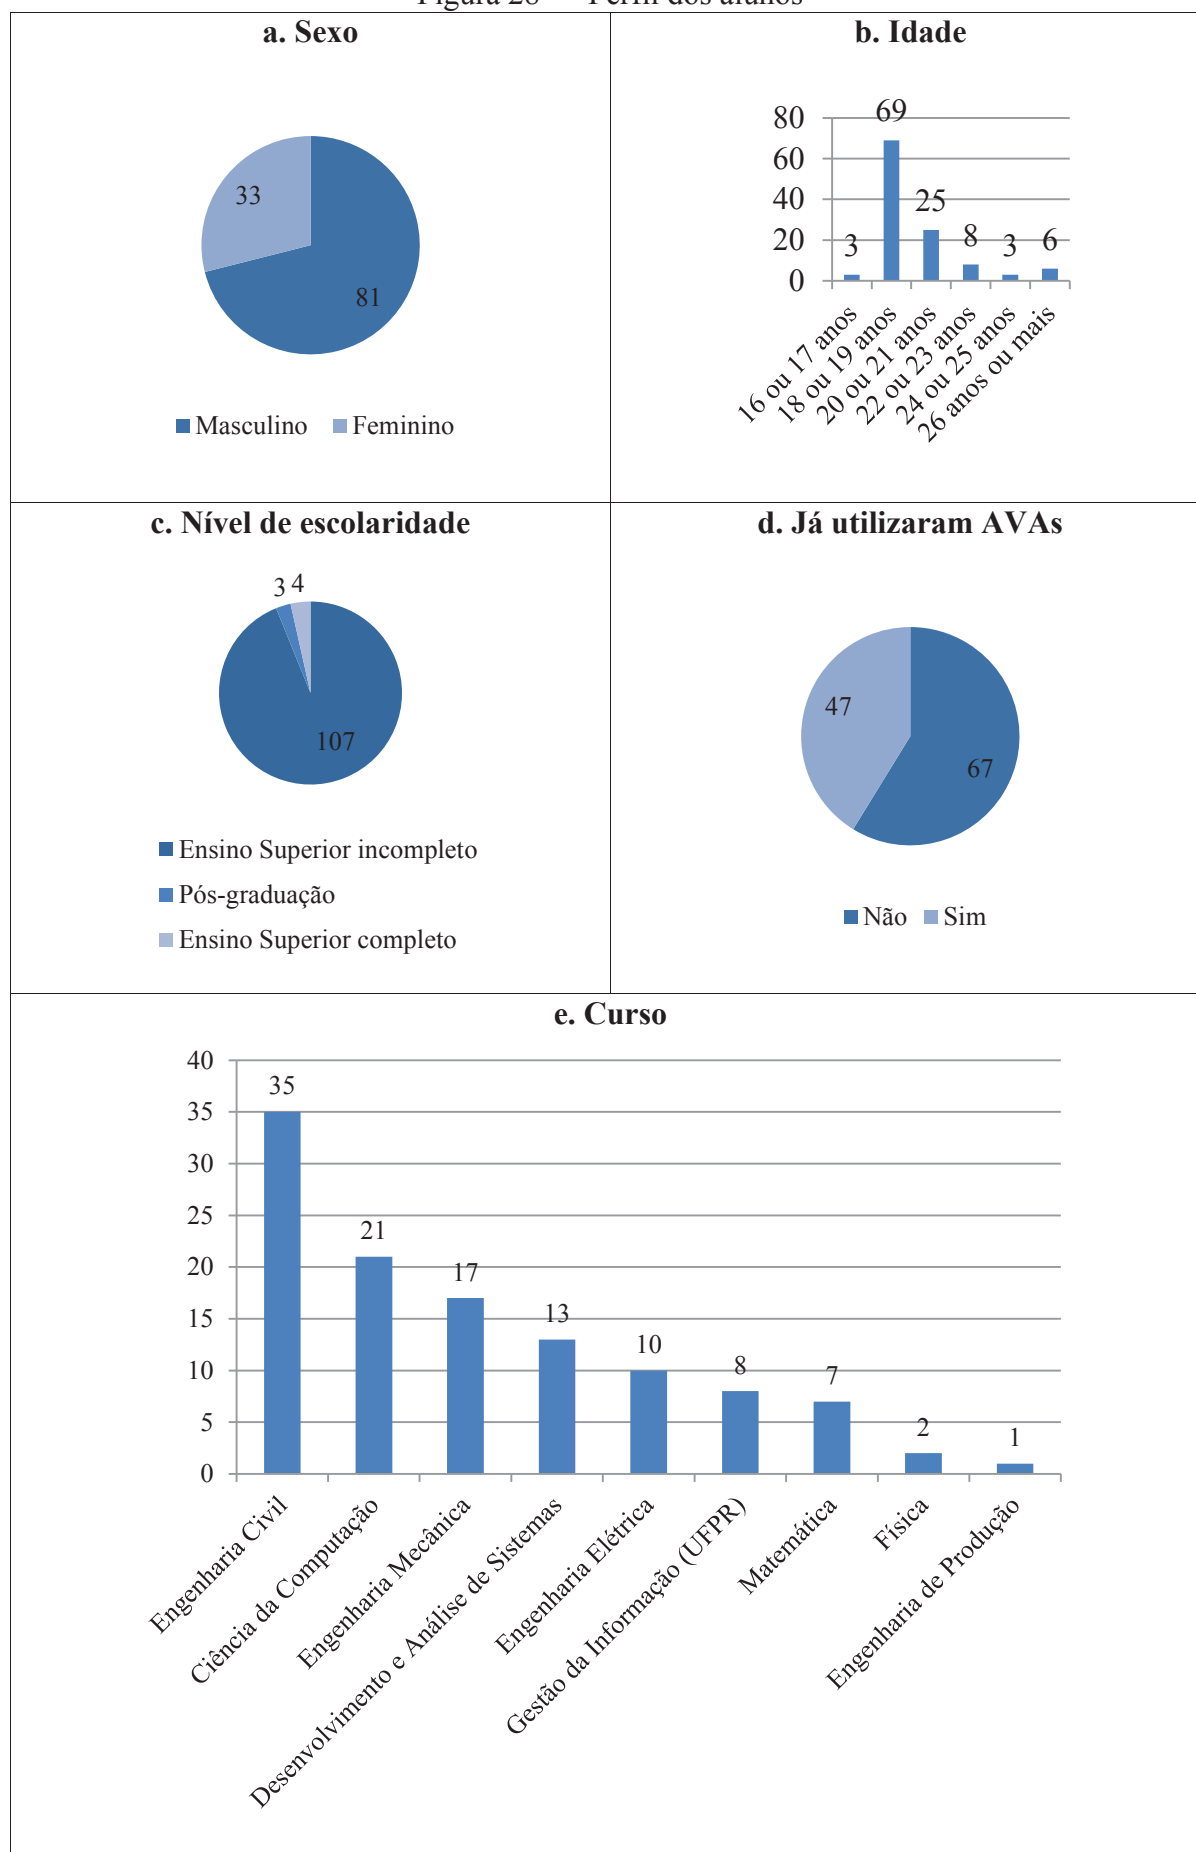 a. Sexo
33
81
Masculino Feminino
b. Idade
80
60
40
20
0
3
69
25
8
3
6
16 ou 17 anos
18 ou 19 anos
20 ou 21 anos
22 ou 23 anos
24 ou 25 anos
26 anos ou mais
c. Nível de escolaridade
3 4
107
Ensino Superior incompleto
Pós-graduação
Ensino Superior completo
d. Já utilizaram AVAs
47
67
Não Sim
e. Curso
40
35
30
25
20
15
10
5
0
35
21
17
13
10
8
7
2
1
Engenharia Civil
Ciência da Computação
Engenharia Mecânica
Desenvolvimento e Análise de Sistemas
Engenharia Elétrica
Gestão da Informação (UFPR)
Matemática
Física
Engenharia de Produção